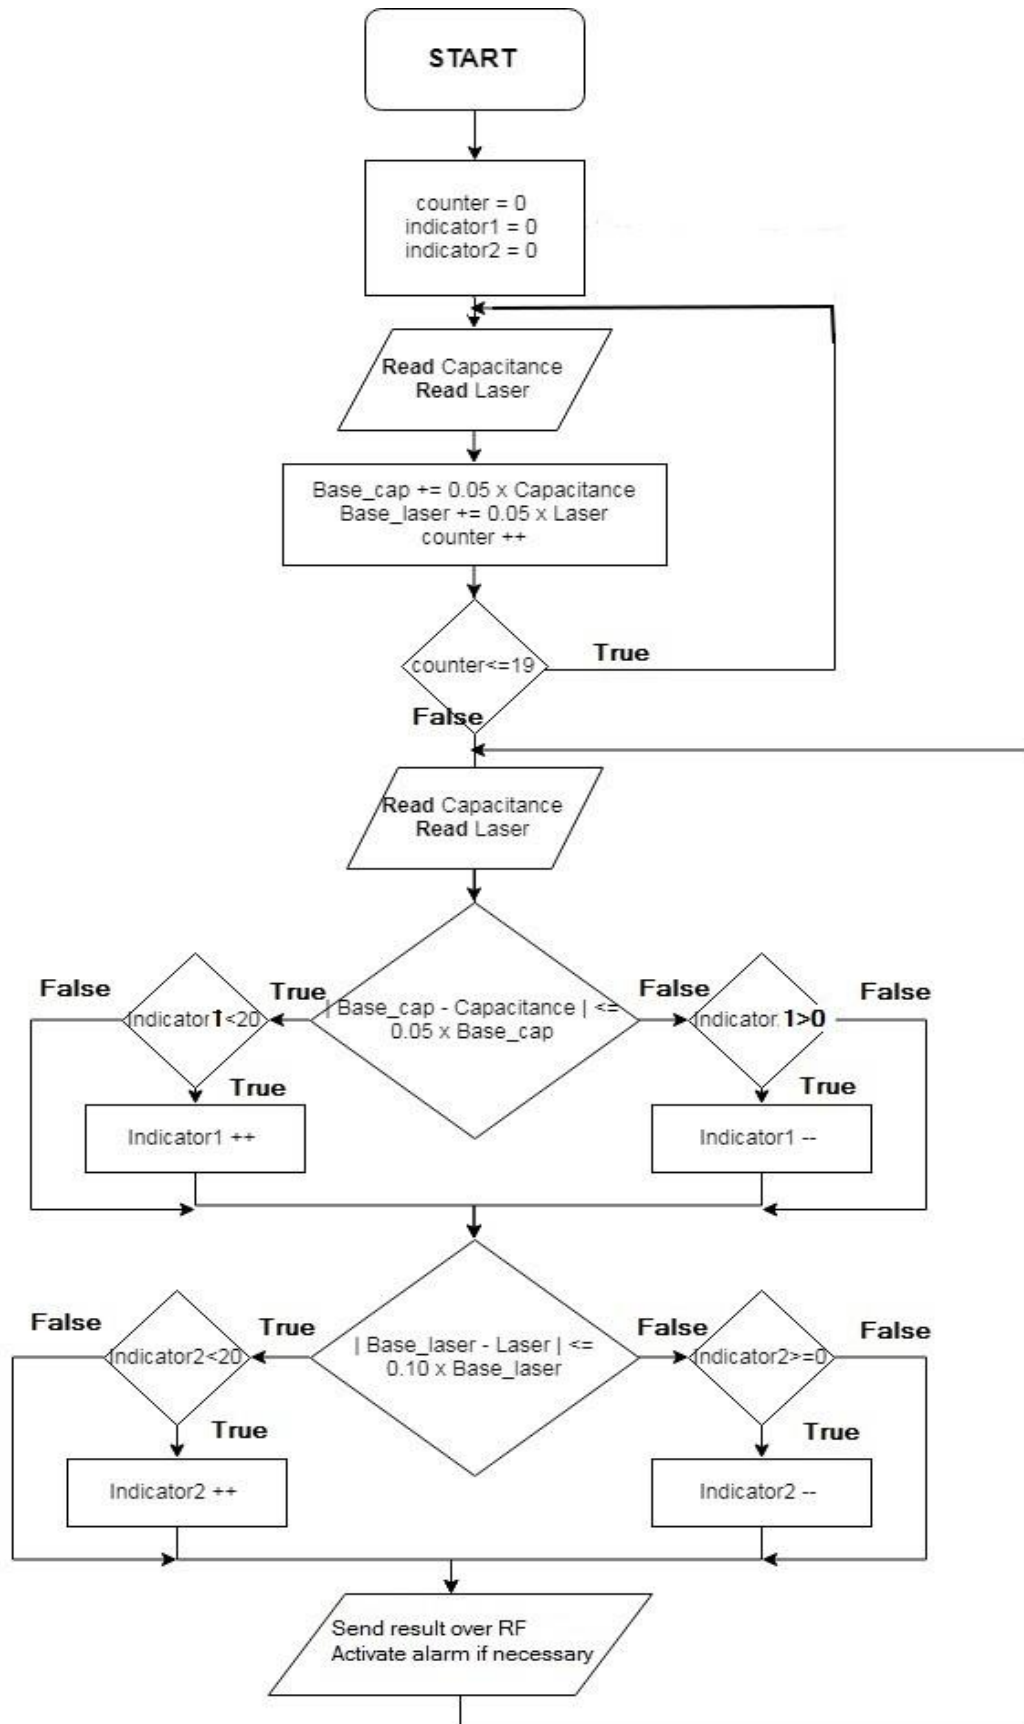 START
counter = 0
indicator1 = 0
indicator2 = 0
Read Capacitance
Read Laser
Base_cap += 0.05 x Capacitance
Base_laser += 0.05 x Laser
counter ++
counter<=19
True
False
Read Capacitance
Read Laser
False
Indicator1<20
True
| Base_cap - Capacitance | <=
0.05 x Base_cap
False
Indicator.1>0
False
True
True
Indicator1 ++
Indicator1 --
False
Indicator2<20
True
| Base_laser - Laser | <=
0.10 x Base_laser
False
Indicator2>=0
False
True
True
Indicator2 ++
Indicator2 --
Send result over RF
Activate alarm if necessary